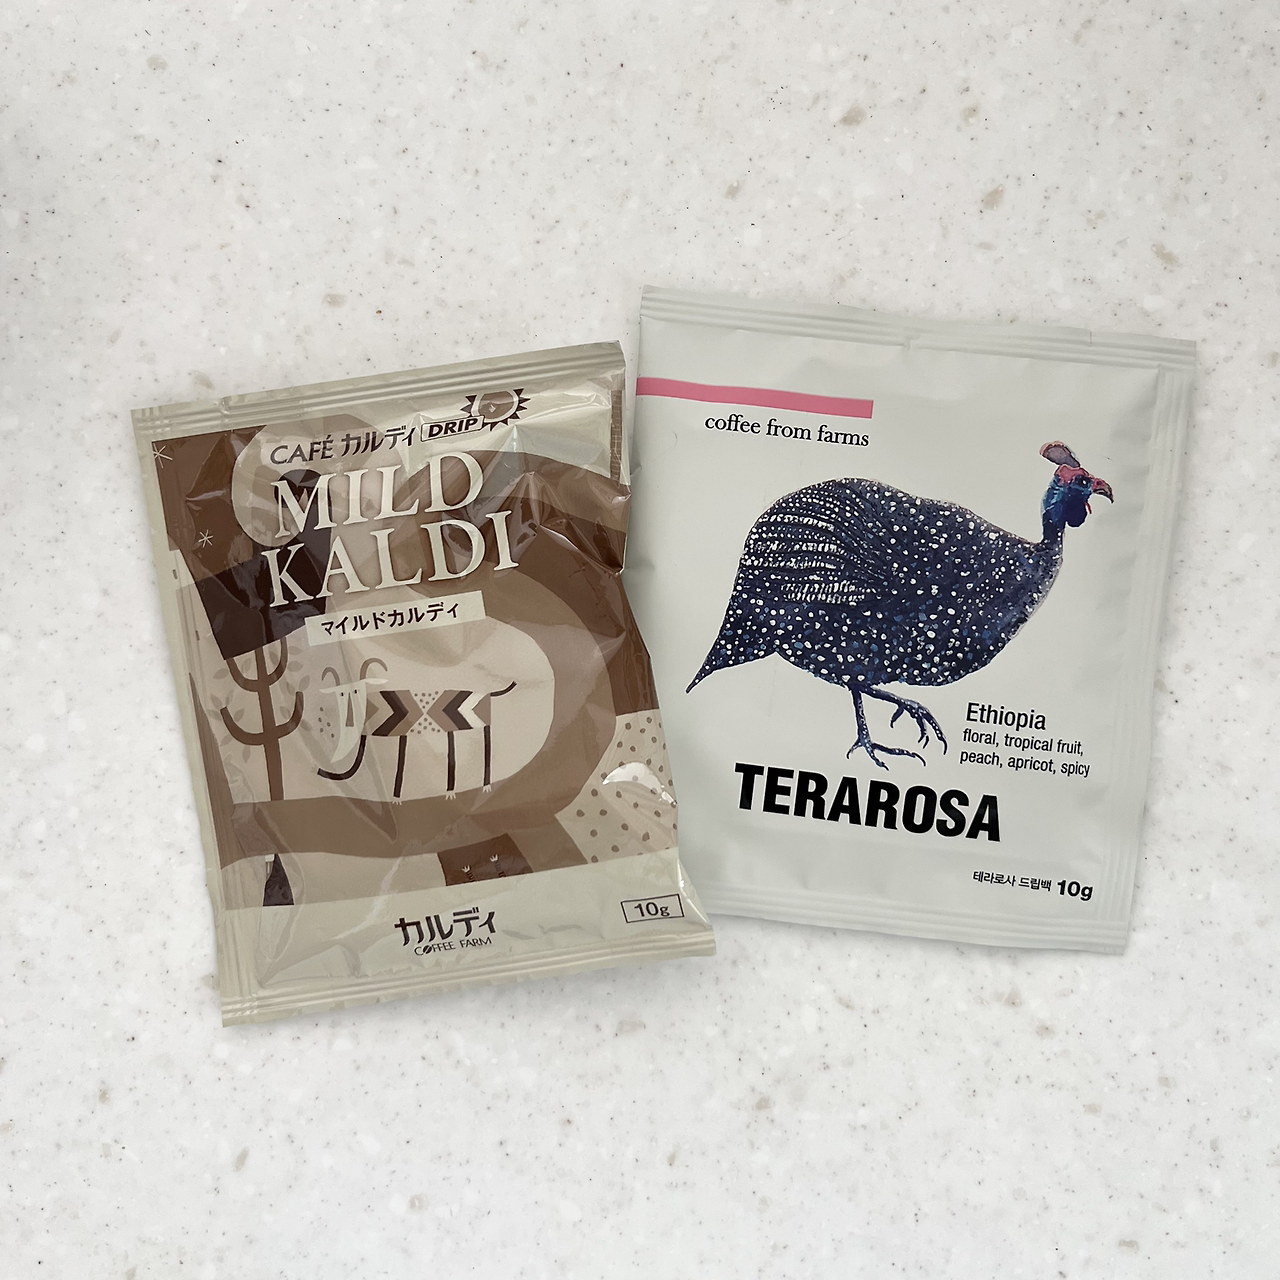 CAFÉ カルディ DRIP
MILD
KALDI
マイルドカルディ
10g
カルディ
COFFEE FARM
coffee from farms
Ethiopia
floral, tropical fruit,
peach, apricot, spicy
TERAROSA
테라로사 드립백 10g